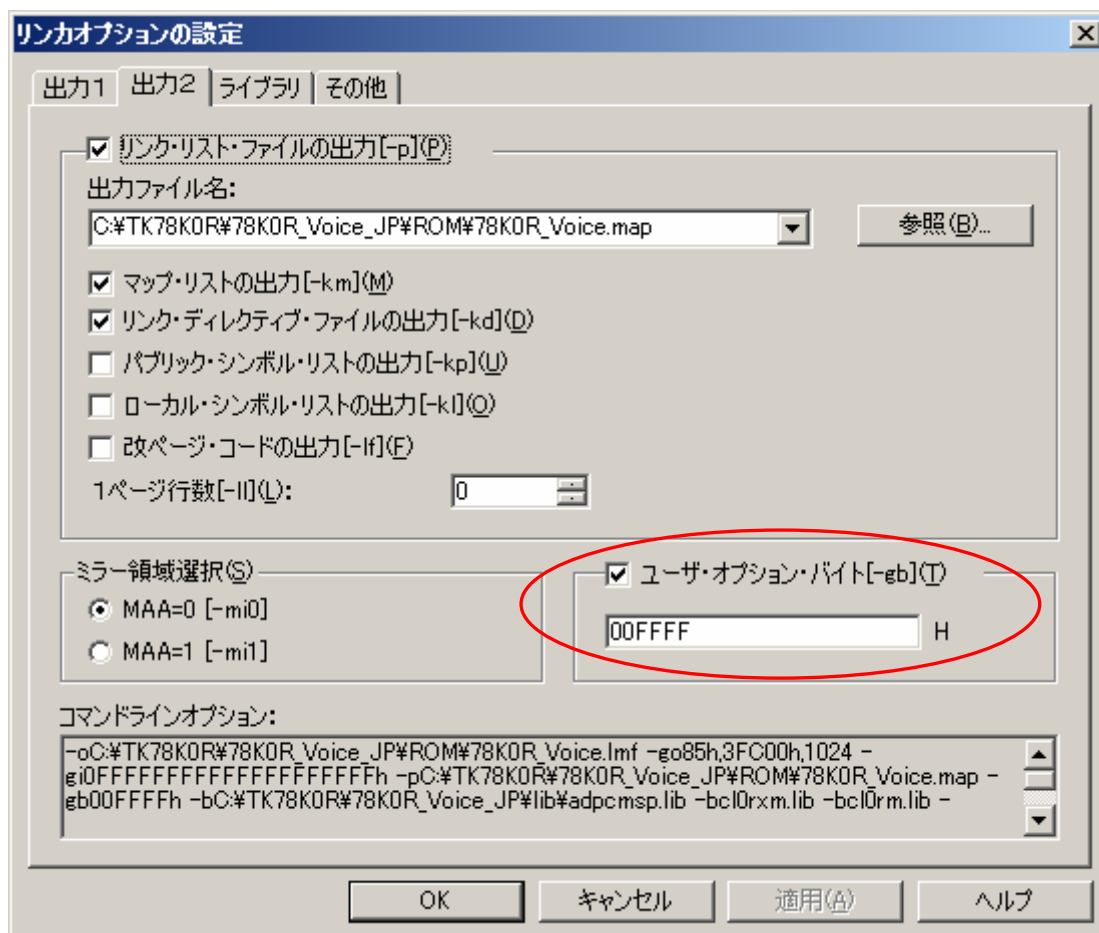 リンカオプションの設定
出力1 出力2 ライブラリ その他
リンク・リスト・ファイルの出力[-p](P)
出力ファイル名:
C:¥TK78K0R¥78K0R_Voice_JP¥ROM¥78K0R_Voice.map 参照(B)...
マップ・リストの出力[-km](M)
リンク・ディレクティブ・ファイルの出力[-kd](D)
パブリック・シンボル・リストの出力[-kp](U)
ローカル・シンボル・リストの出力[-kl](O)
改ページ・コードの出力[-lf](F)
1ページ行数[-ll](L): 0
ミラー領域選択(S)
MAA=0 [-mi0]
MAA=1 [-mi1]
ユーザ・オプション・バイト[-gb](T)
00FFFF H
コマンドラインオプション:
-oC:¥TK78K0R¥78K0R_Voice_JP¥ROM¥78K0R_Voice.lmf -go85h,3FC00h,1024 -
gi0FFFFFFFFFFFFFFFFFFFFh -pC:¥TK78K0R¥78K0R_Voice_JP¥ROM¥78K0R_Voice.map -
gb00FFFFh -bC:¥TK78K0R¥78K0R_Voice_JP¥lib¥adpcmsp.lib -bcl0rxm.lib -bcl0rm.lib -
OK キャンセル 適用(A) ヘルプ